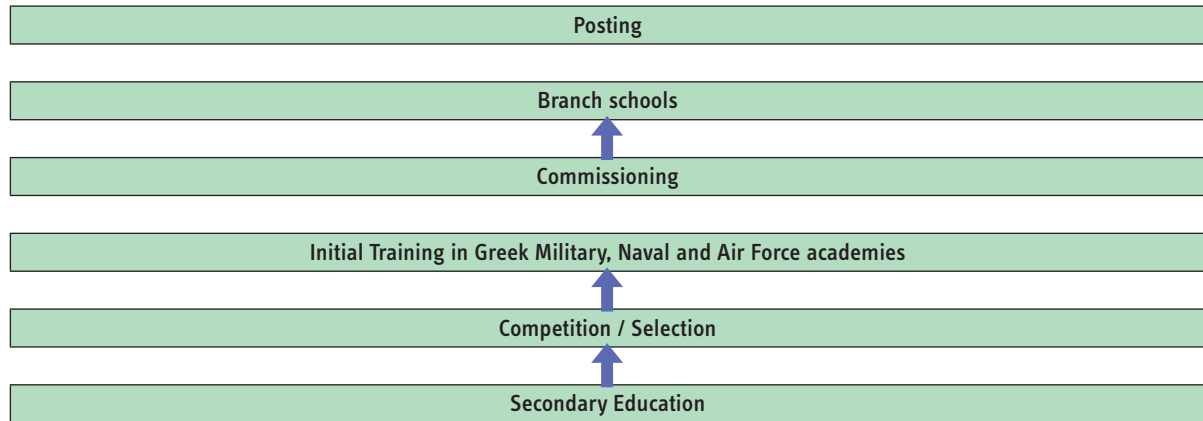 Posting
Branch schools
Commissioning
Initial Training in Greek Military, Naval and Air Force academies
Competition / Selection
Secondary Education